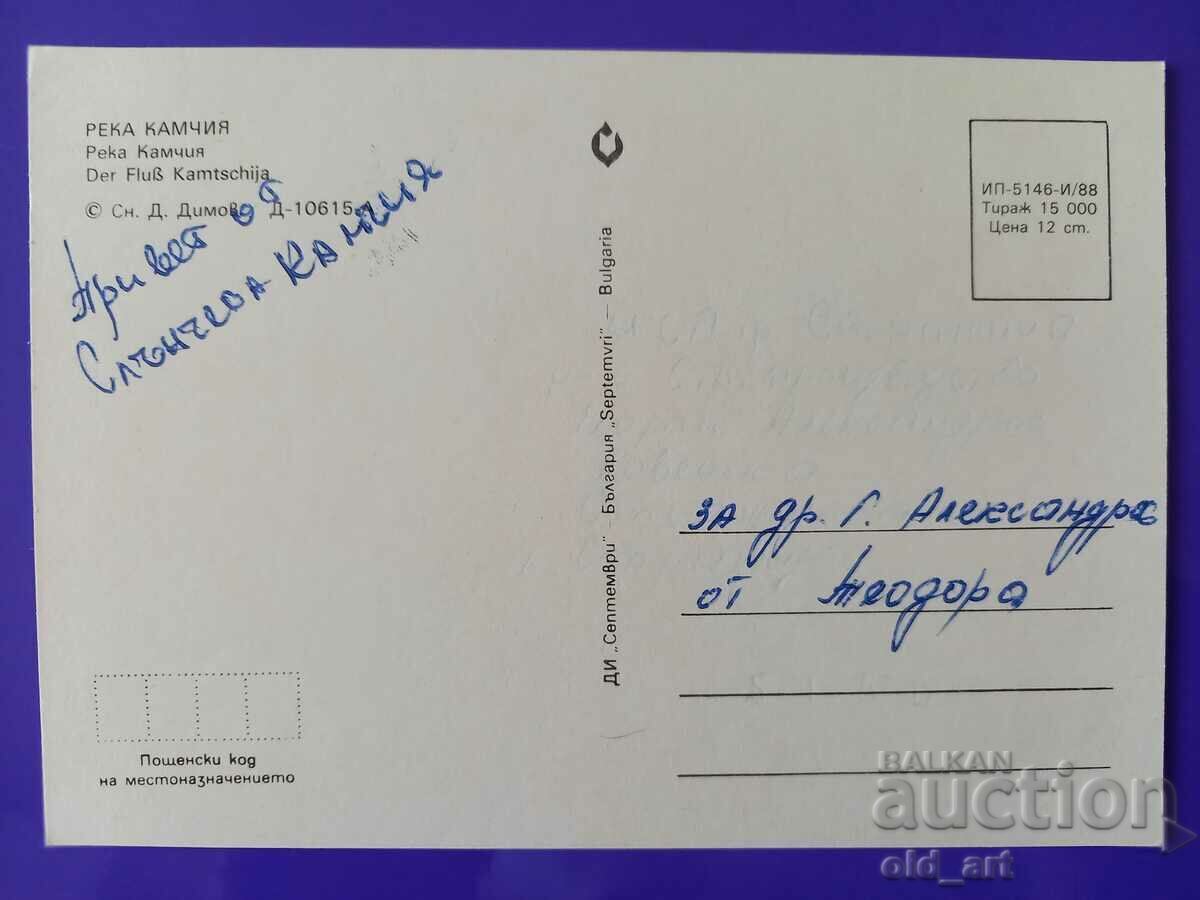 РЕКА КАМЧИЯ
Река Камчия
Der Fluß Kamtschija
© Сн. Д. Димов Д-10615-
Привет от
Слънчева Камчия
Пощенски код
на местоназначението
ДИ „Септември" - България „Septemvri" — Bulgaria
ИП-5146-И/88
Тираж 15 000
Цена 12 ст.
за др. Г. Александра
от Теодора
BALKAN
auction
old_art